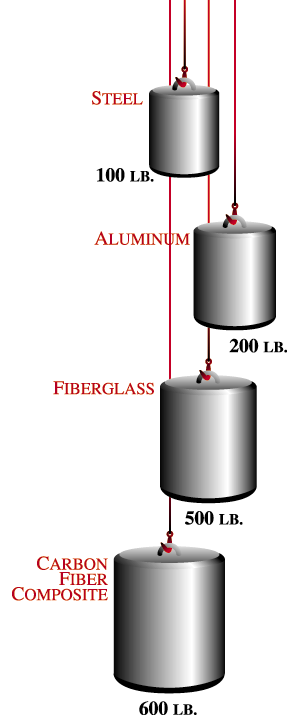 STEEL
100 LB.
ALUMINUM
200 LB.
FIBERGLASS
500 LB.
CARBON
FIBER
COMPOSITE
600 LB.